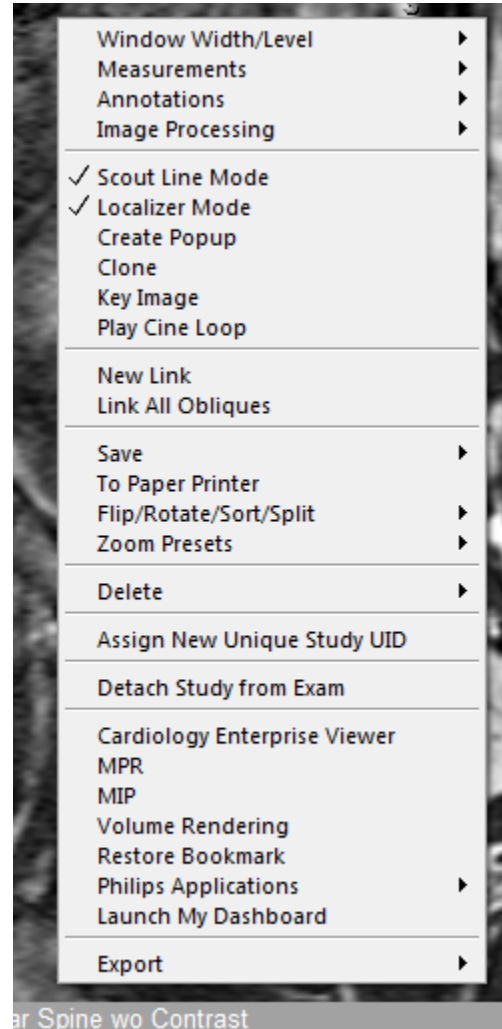 Window Width/Level
Measurements
Annotations
Image Processing
Scout Line Mode
Localizer Mode
Create Popup
Clone
Key Image
Play Cine Loop
New Link
Link All Obliques
Save
To Paper Printer
Flip/Rotate/Sort/Split
Zoom Presets
Delete
Assign New Unique Study UID
Detach Study from Exam
Cardiology Enterprise Viewer
MPR
MIP
Volume Rendering
Restore Bookmark
Philips Applications
Launch My Dashboard
Export
ar Spine wo Contrast